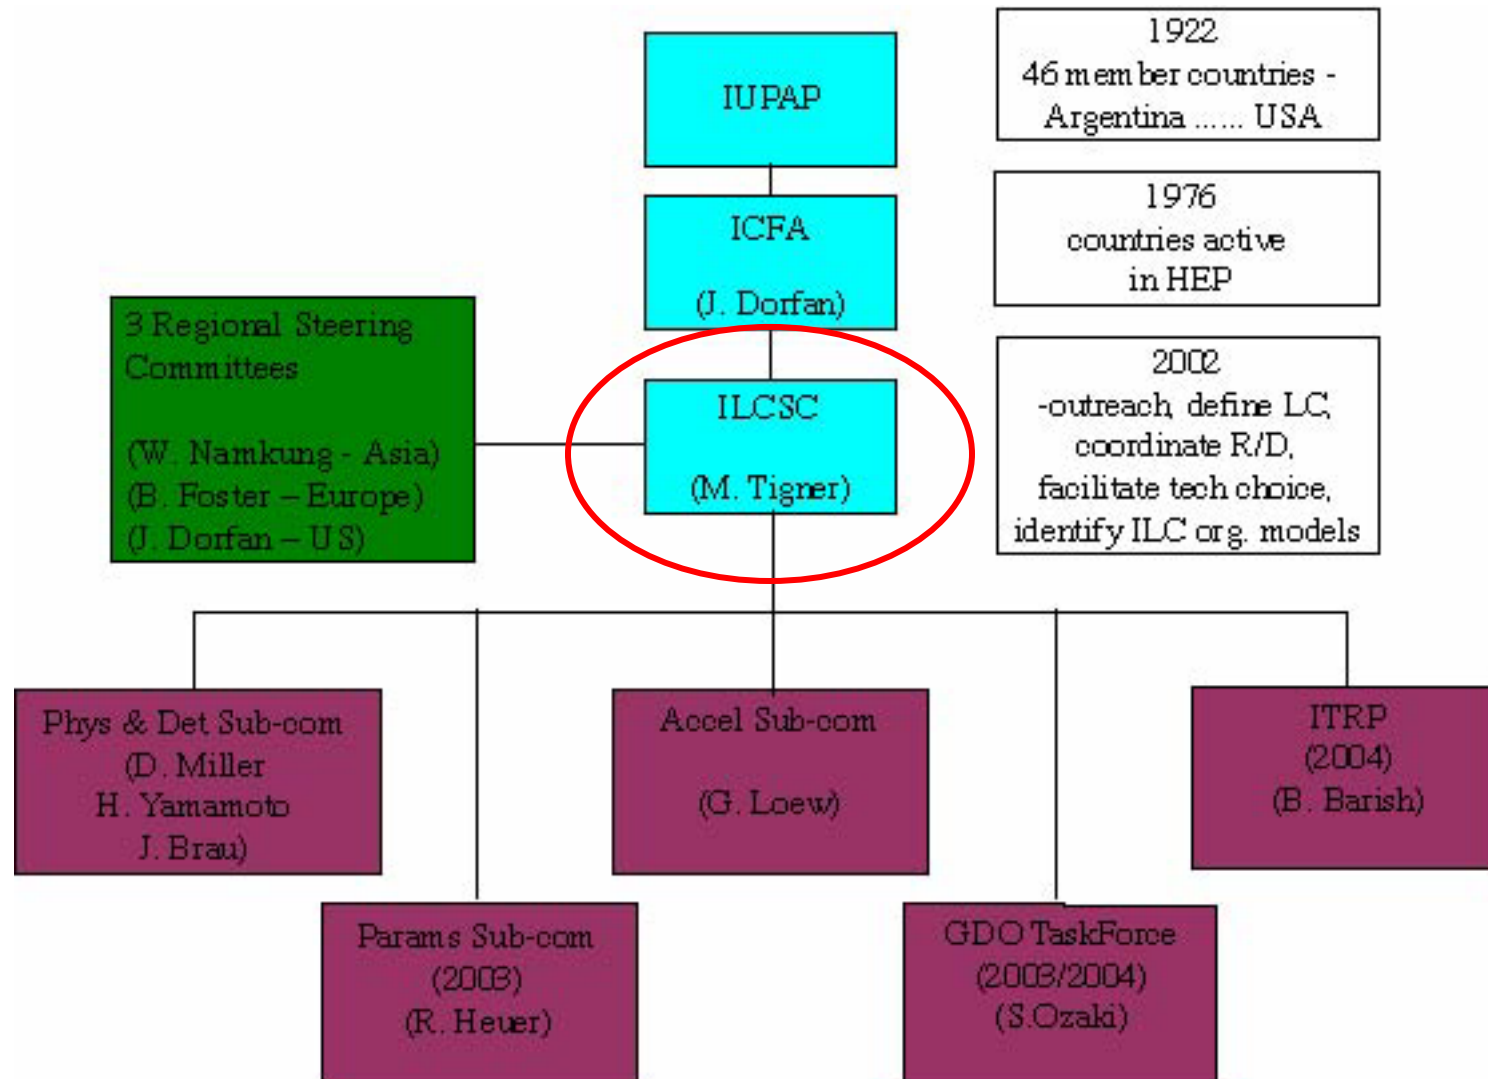 IUPAP
1922
46 member countries -
Argentina ...... USA
ICFA
(J. Dorfan)
1976
countries active
in HEP
3 Regional Steering
Committees
(W. Namkung - Asia)
(B. Foster – Europe)
(J. Dorfan – US)
ILCSC
(M. Tigner)
2002
-outreach, define LC,
coordinate R/D,
facilitate tech choice,
identify ILC org. models
Phys & Det Sub-com
(D. Miller
H. Yamamoto
J. Brau)
Accel Sub-com
(G. Loew)
ITRP
(2004)
(B. Barish)
Params Sub-com
(2003)
(R. Heuer)
GDO TaskForce
(2003/2004)
(S.Ozaki)